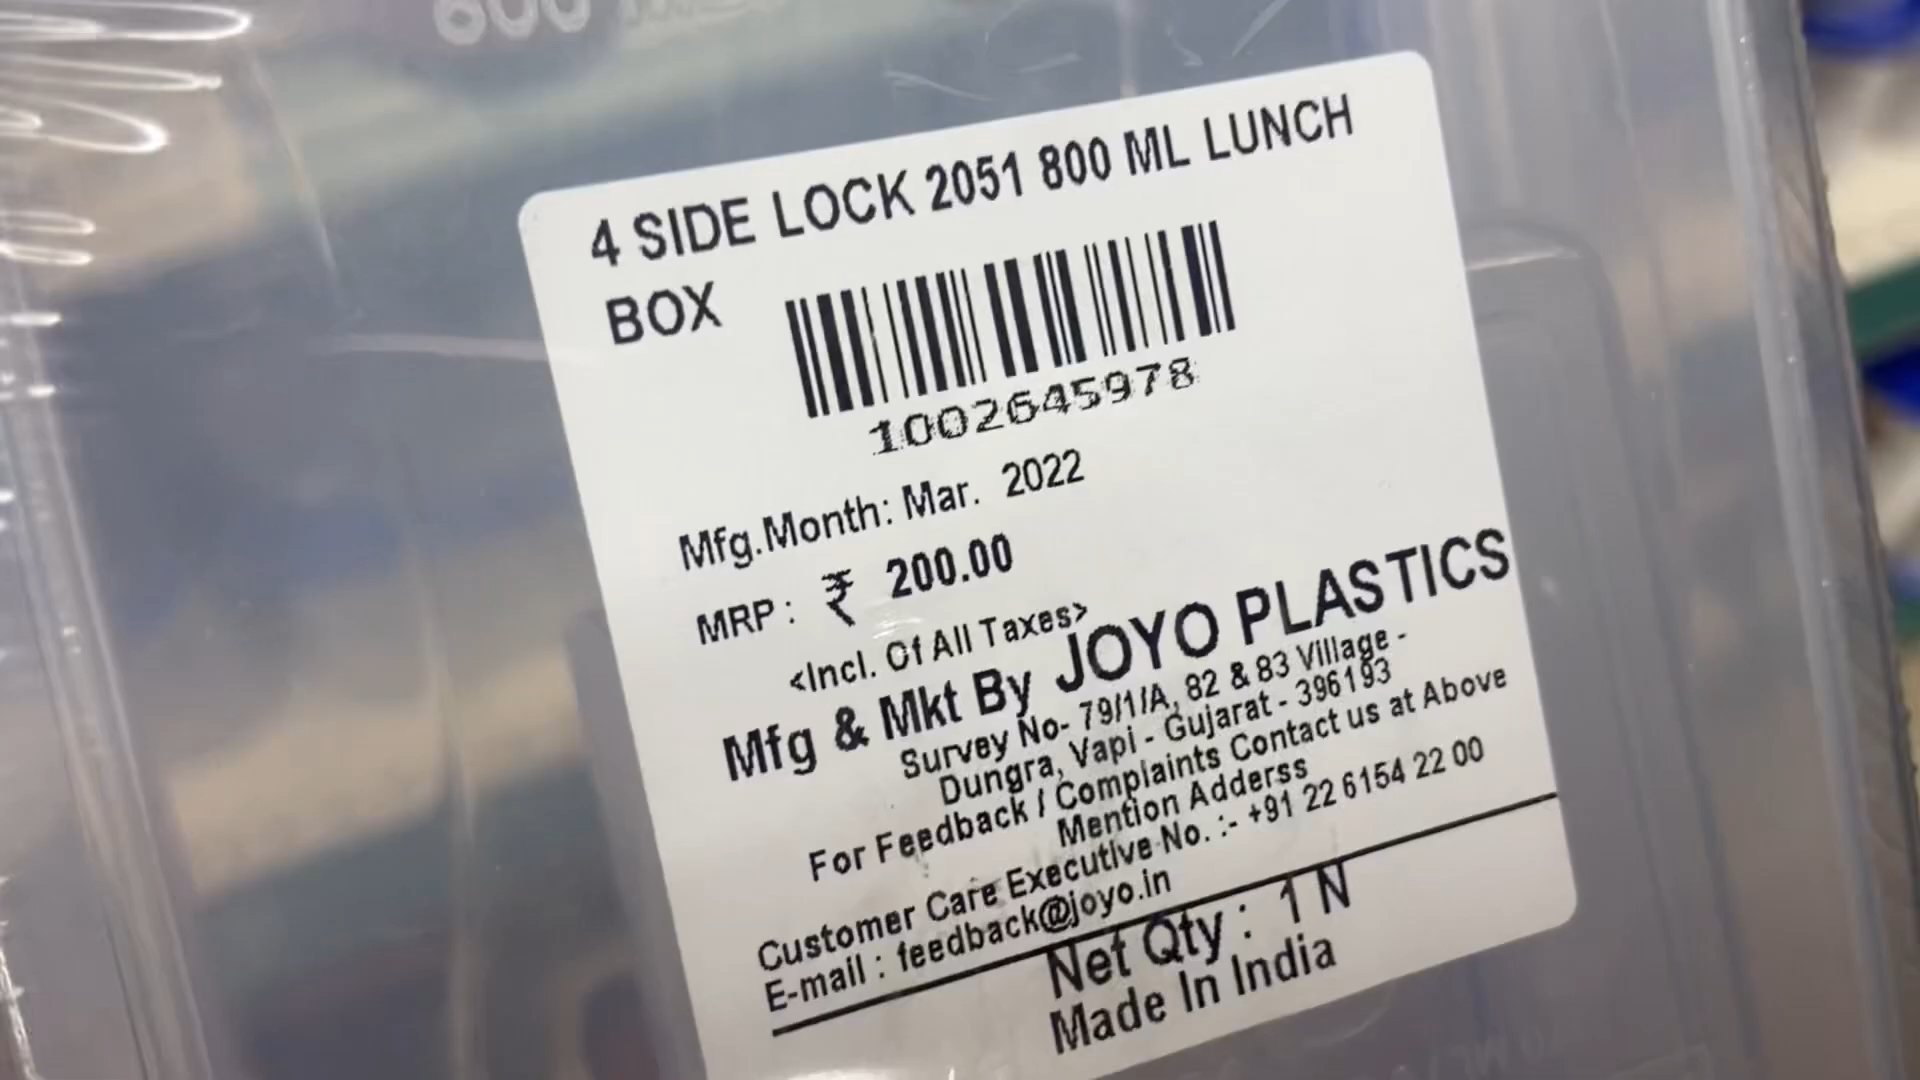 4 SIDE LOCK 2051 800 ML LUNCH
BOX
1002645978
Mfg.Month: Mar. 2022
MRP : ₹ 200.00
<Incl. Of All Taxes>
Mfg & Mkt By JOYO PLASTICS
Survey No- 79/1/A, 82 & 83 Village -
Dungra, Vapi - Gujarat - 396193
For Feedback / Complaints Contact us at Above
Mention Adderss
Customer Care Executive No. :- +91 22 6154 22 00
E-mail : feedback@joyo.in
Net Qty : 1 N
Made In India